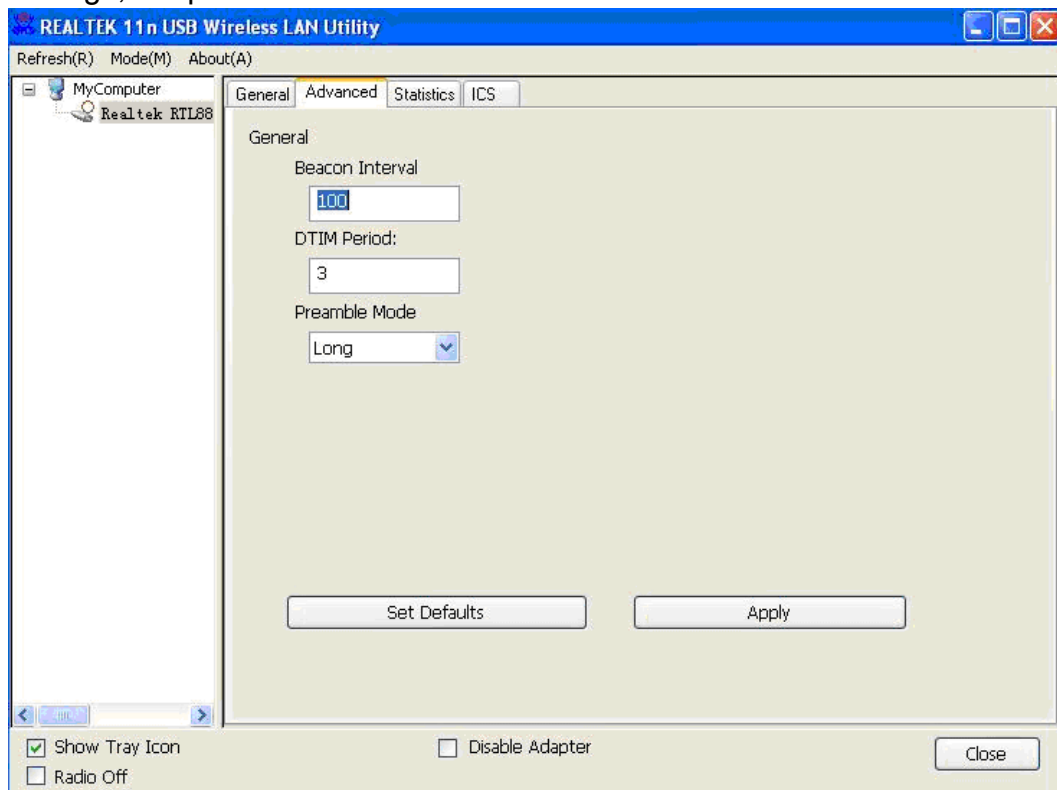 REALTEK 11n USB Wireless LAN Utility
Refresh(R) Mode(M) About(A)
MyComputer
Realtek RTL88
General Advanced Statistics ICS
General
Beacon Interval
100
DTIM Period:
3
Preamble Mode
Long
Set Defaults Apply
Show Tray Icon Disable Adapter Close
Radio Off